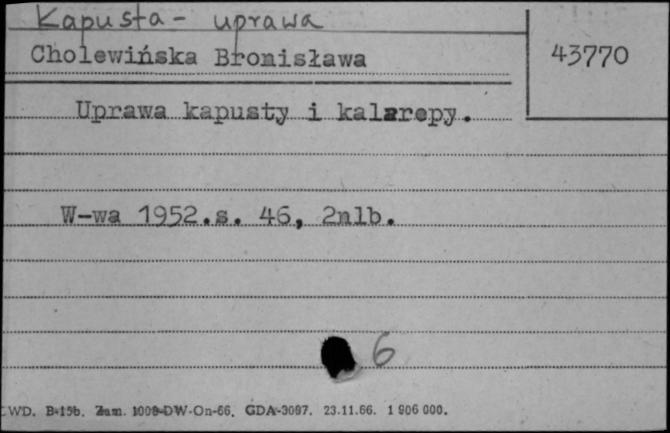 Kapusta - uprawa
Cholewińska Bronisława
43770
Uprawa kapusty i kalarepy.
W-wa 1952.s. 46, 2nlb.
6
LWD. B-15b. Zam. 1009-DW-On-66. GDA-3097. 23.11.66. 1 906 000.